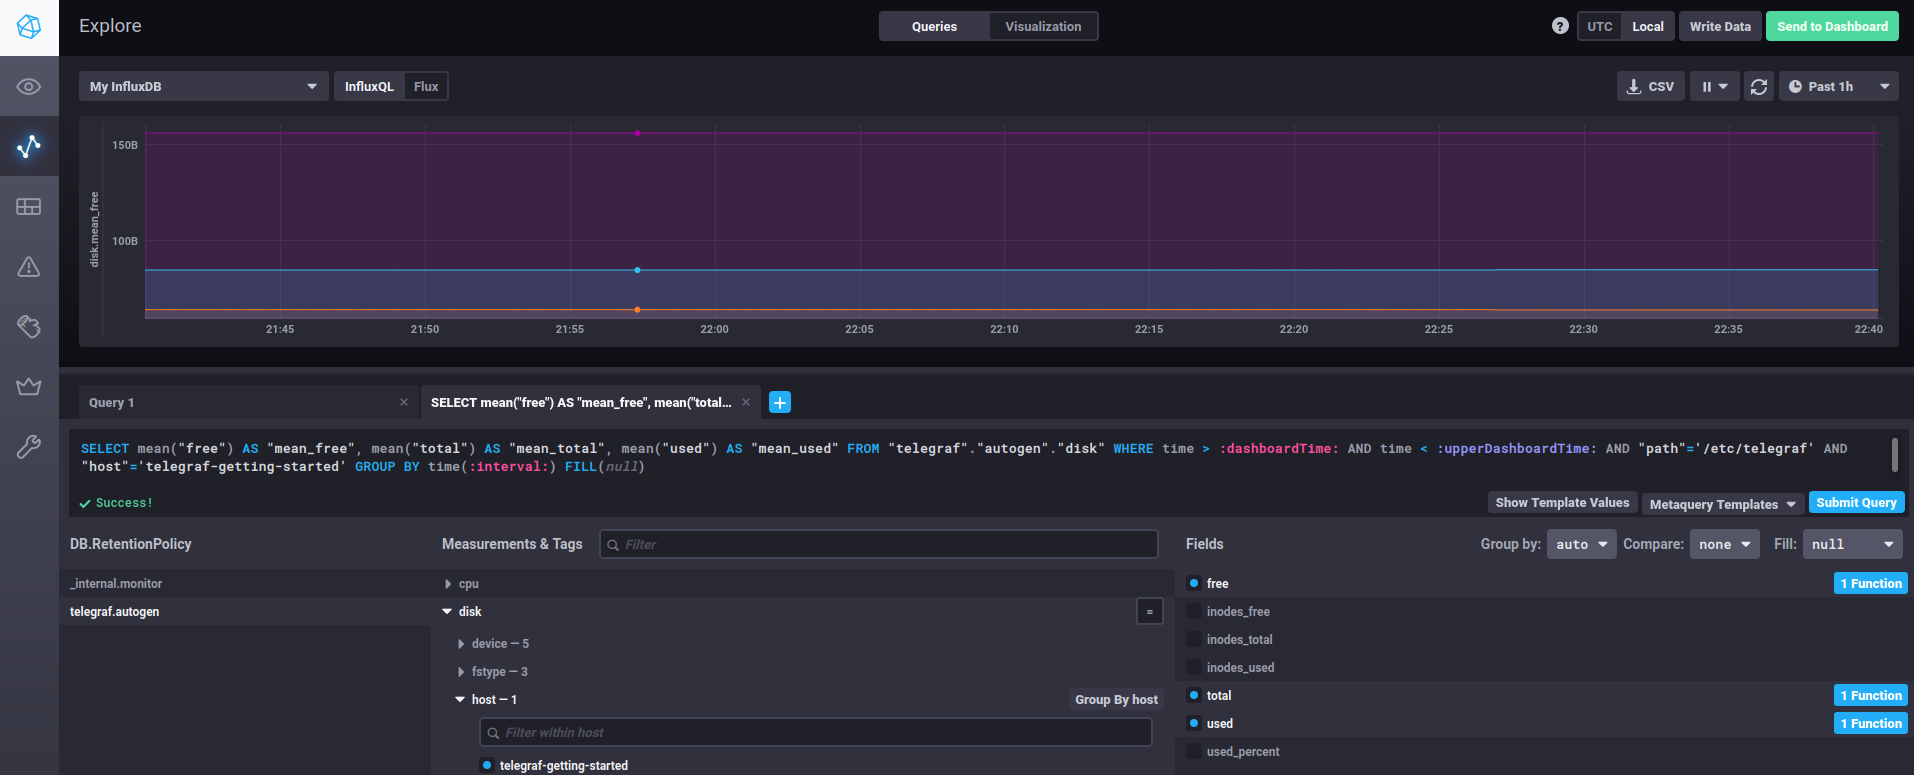 Explore
Queries
Visualization
?
UTC
Local
Write Data
Send to Dashboard
My InfluxDB
InfluxQL
Flux
CSV
Past 1h
disk.mean_free
150B
100B
21:45
21:50
21:55
22:00
22:05
22:10
22:15
22:20
22:25
22:30
22:35
22:40
Query 1
SELECT mean("free") AS "mean_free", mean("total...
SELECT mean("free") AS "mean_free", mean("total") AS "mean_total", mean("used") AS "mean_used" FROM "telegraf"."autogen"."disk" WHERE time > :dashboardTime: AND time < :upperDashboardTime: AND "path"='/etc/telegraf' AND
"host"='telegraf-getting-started' GROUP BY time(:interval:) FILL(null)
Success!
Show Template Values
Metaquery Templates
Submit Query
DB.RetentionPolicy
Measurements & Tags
Filter
Fields
Group by:
auto
Compare:
none
Fill:
null
_internal.monitor
telegraf.autogen
cpu
disk
=
device — 5
fstype — 3
host — 1
Group By host
Filter within host
telegraf-getting-started
free
1 Function
inodes_free
inodes_total
inodes_used
total
1 Function
used
1 Function
used_percent